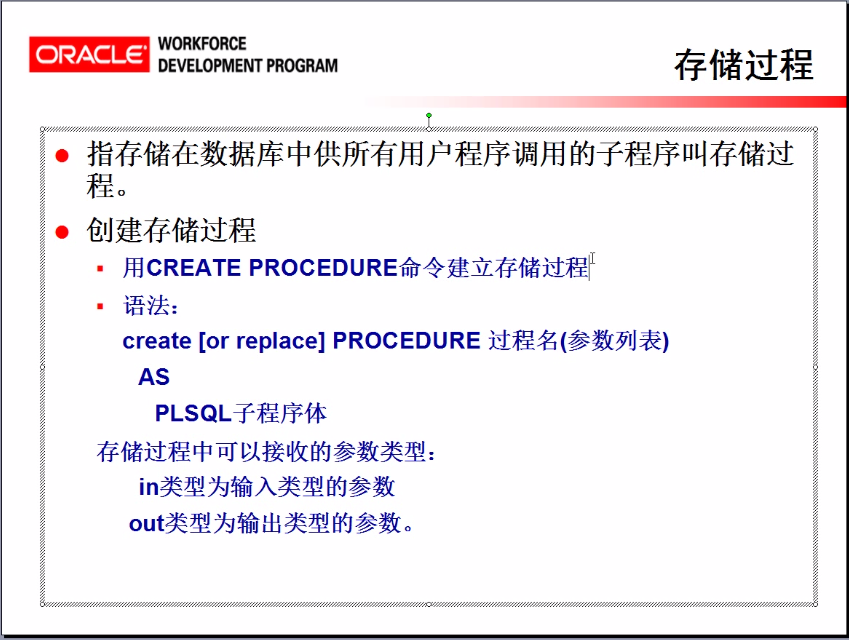 ORACLE
WORKFORCE
DEVELOPMENT PROGRAM
存储过程
指存储在数据库中供所有用户程序调用的子程序叫存储过
程。
创建存储过程
用CREATE PROCEDURE命令建立存储过程
语法：
create [or replace] PROCEDURE 过程名(参数列表)
AS
PLSQL子程序体
存储过程中可以接收的参数类型：
in类型为输入类型的参数
out类型为输出类型的参数。